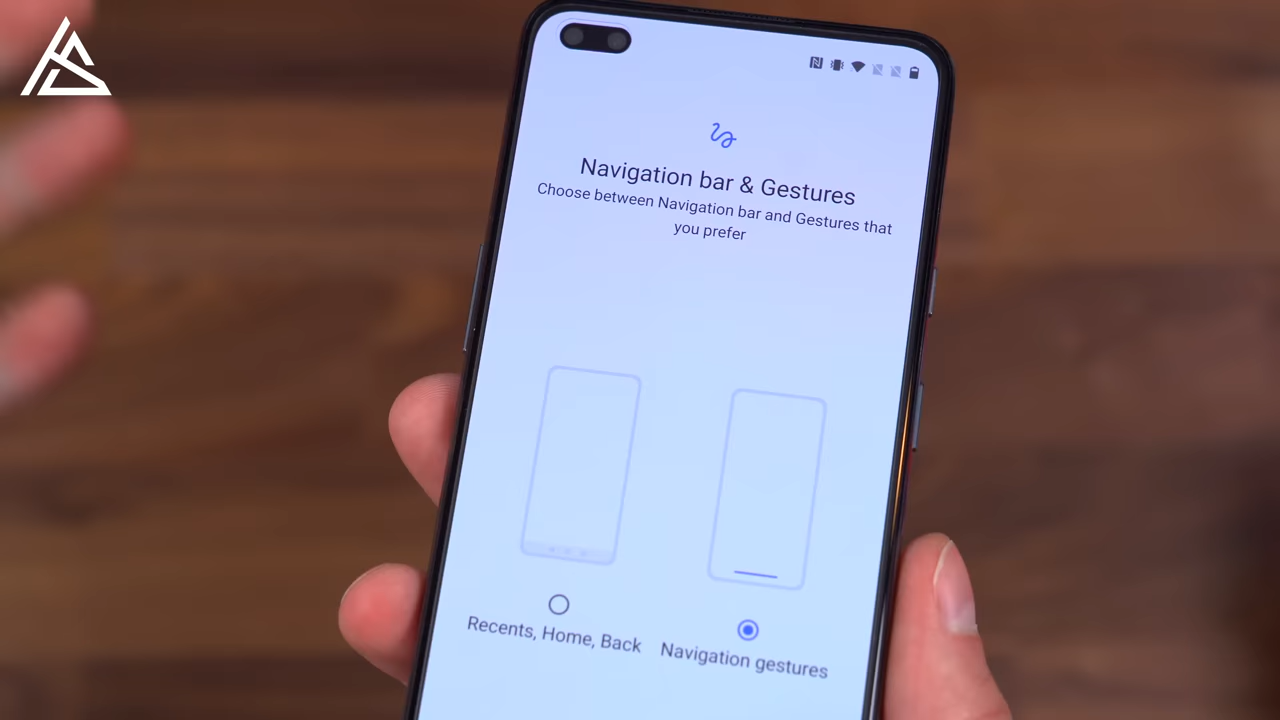 Navigation bar & Gestures
Choose between Navigation bar and Gestures that
you prefer
Recents, Home, Back
Navigation gestures